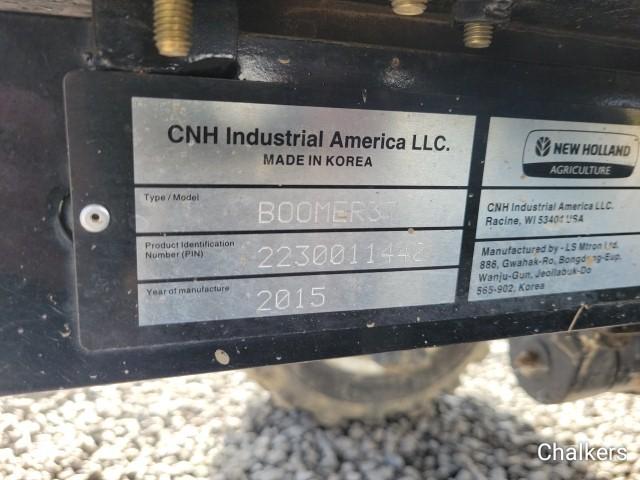 CNH Industrial America LLC.
MADE IN KOREA
Type / Model
Product Identification
Number (PIN)
Year of manufacture
2015
NEW HOLLAND
AGRICULTURE
CNH Industrial America LLC.
Racine, WI 53404 USA
Manufactured by - LS Mtron Ltd.
886, Gwahak-Ro, Bongdong-Eup,
Wanju-Gun, Jeollabuk-Do
565-902, Korea
Chalkers